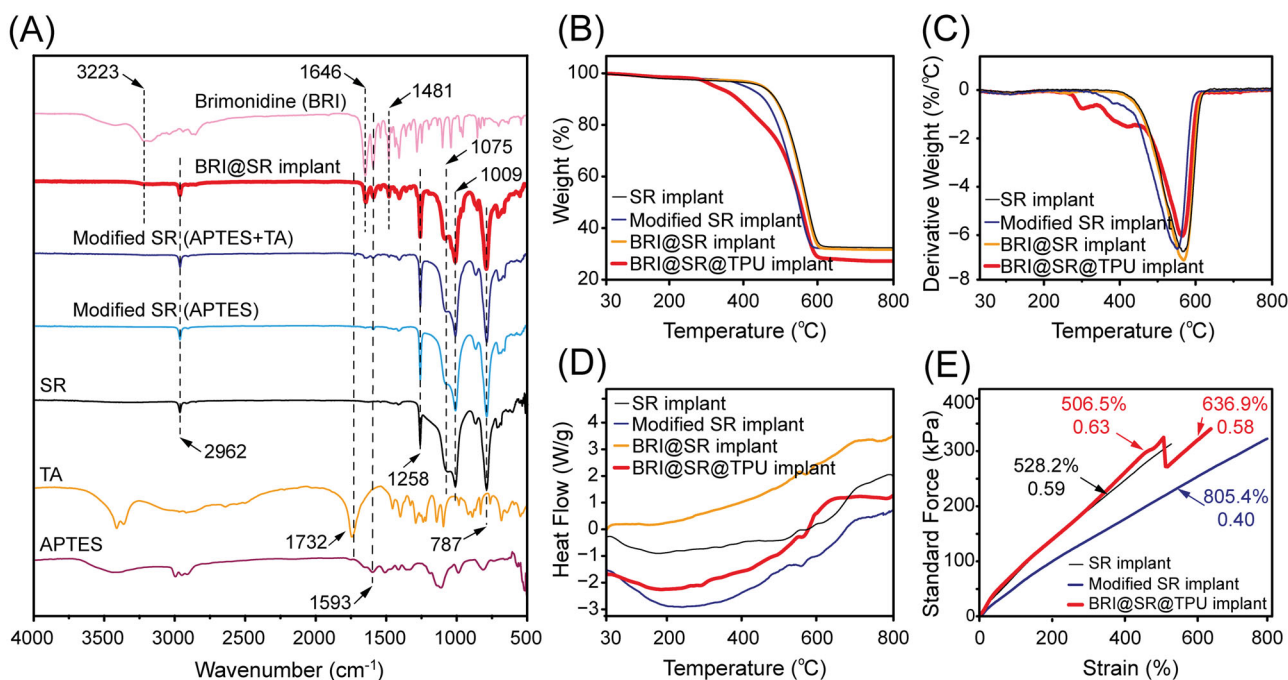 (A)
3223
1646
1481
Brimonidine (BRI)
1075
BRI@SR implant
1009
Modified SR (APTES+TA)
Modified SR (APTES)
SR
2962
1258
TA
1732
787
APTES
1593
4000 3500 3000 2500 2000 1500 1000 500
Wavenumber (cm⁻¹)
(B)
100
80
60
40
20
Weight (%)
SR implant
Modified SR implant
BRI@SR implant
BRI@SR@TPU implant
30 200 400 600 800
Temperature (℃)
(C)
0
−2
−4
−6
−8
Derivative Weight (%/℃)
SR implant
Modified SR implant
BRI@SR implant
BRI@SR@TPU implant
30 200 400 600 800
Temperature (℃)
(D)
4
3
2
1
0
−1
−2
−3
Heat Flow (W/g)
SR implant
Modified SR implant
BRI@SR implant
BRI@SR@TPU implant
30 200 400 600 800
Temperature (℃)
(E)
400
300
200
100
0
Standard Force (kPa)
506.5%
0.63
636.9%
0.58
528.2%
0.59
805.4%
0.40
SR implant
Modified SR implant
BRI@SR@TPU implant
0 200 400 600 800
Strain (%)